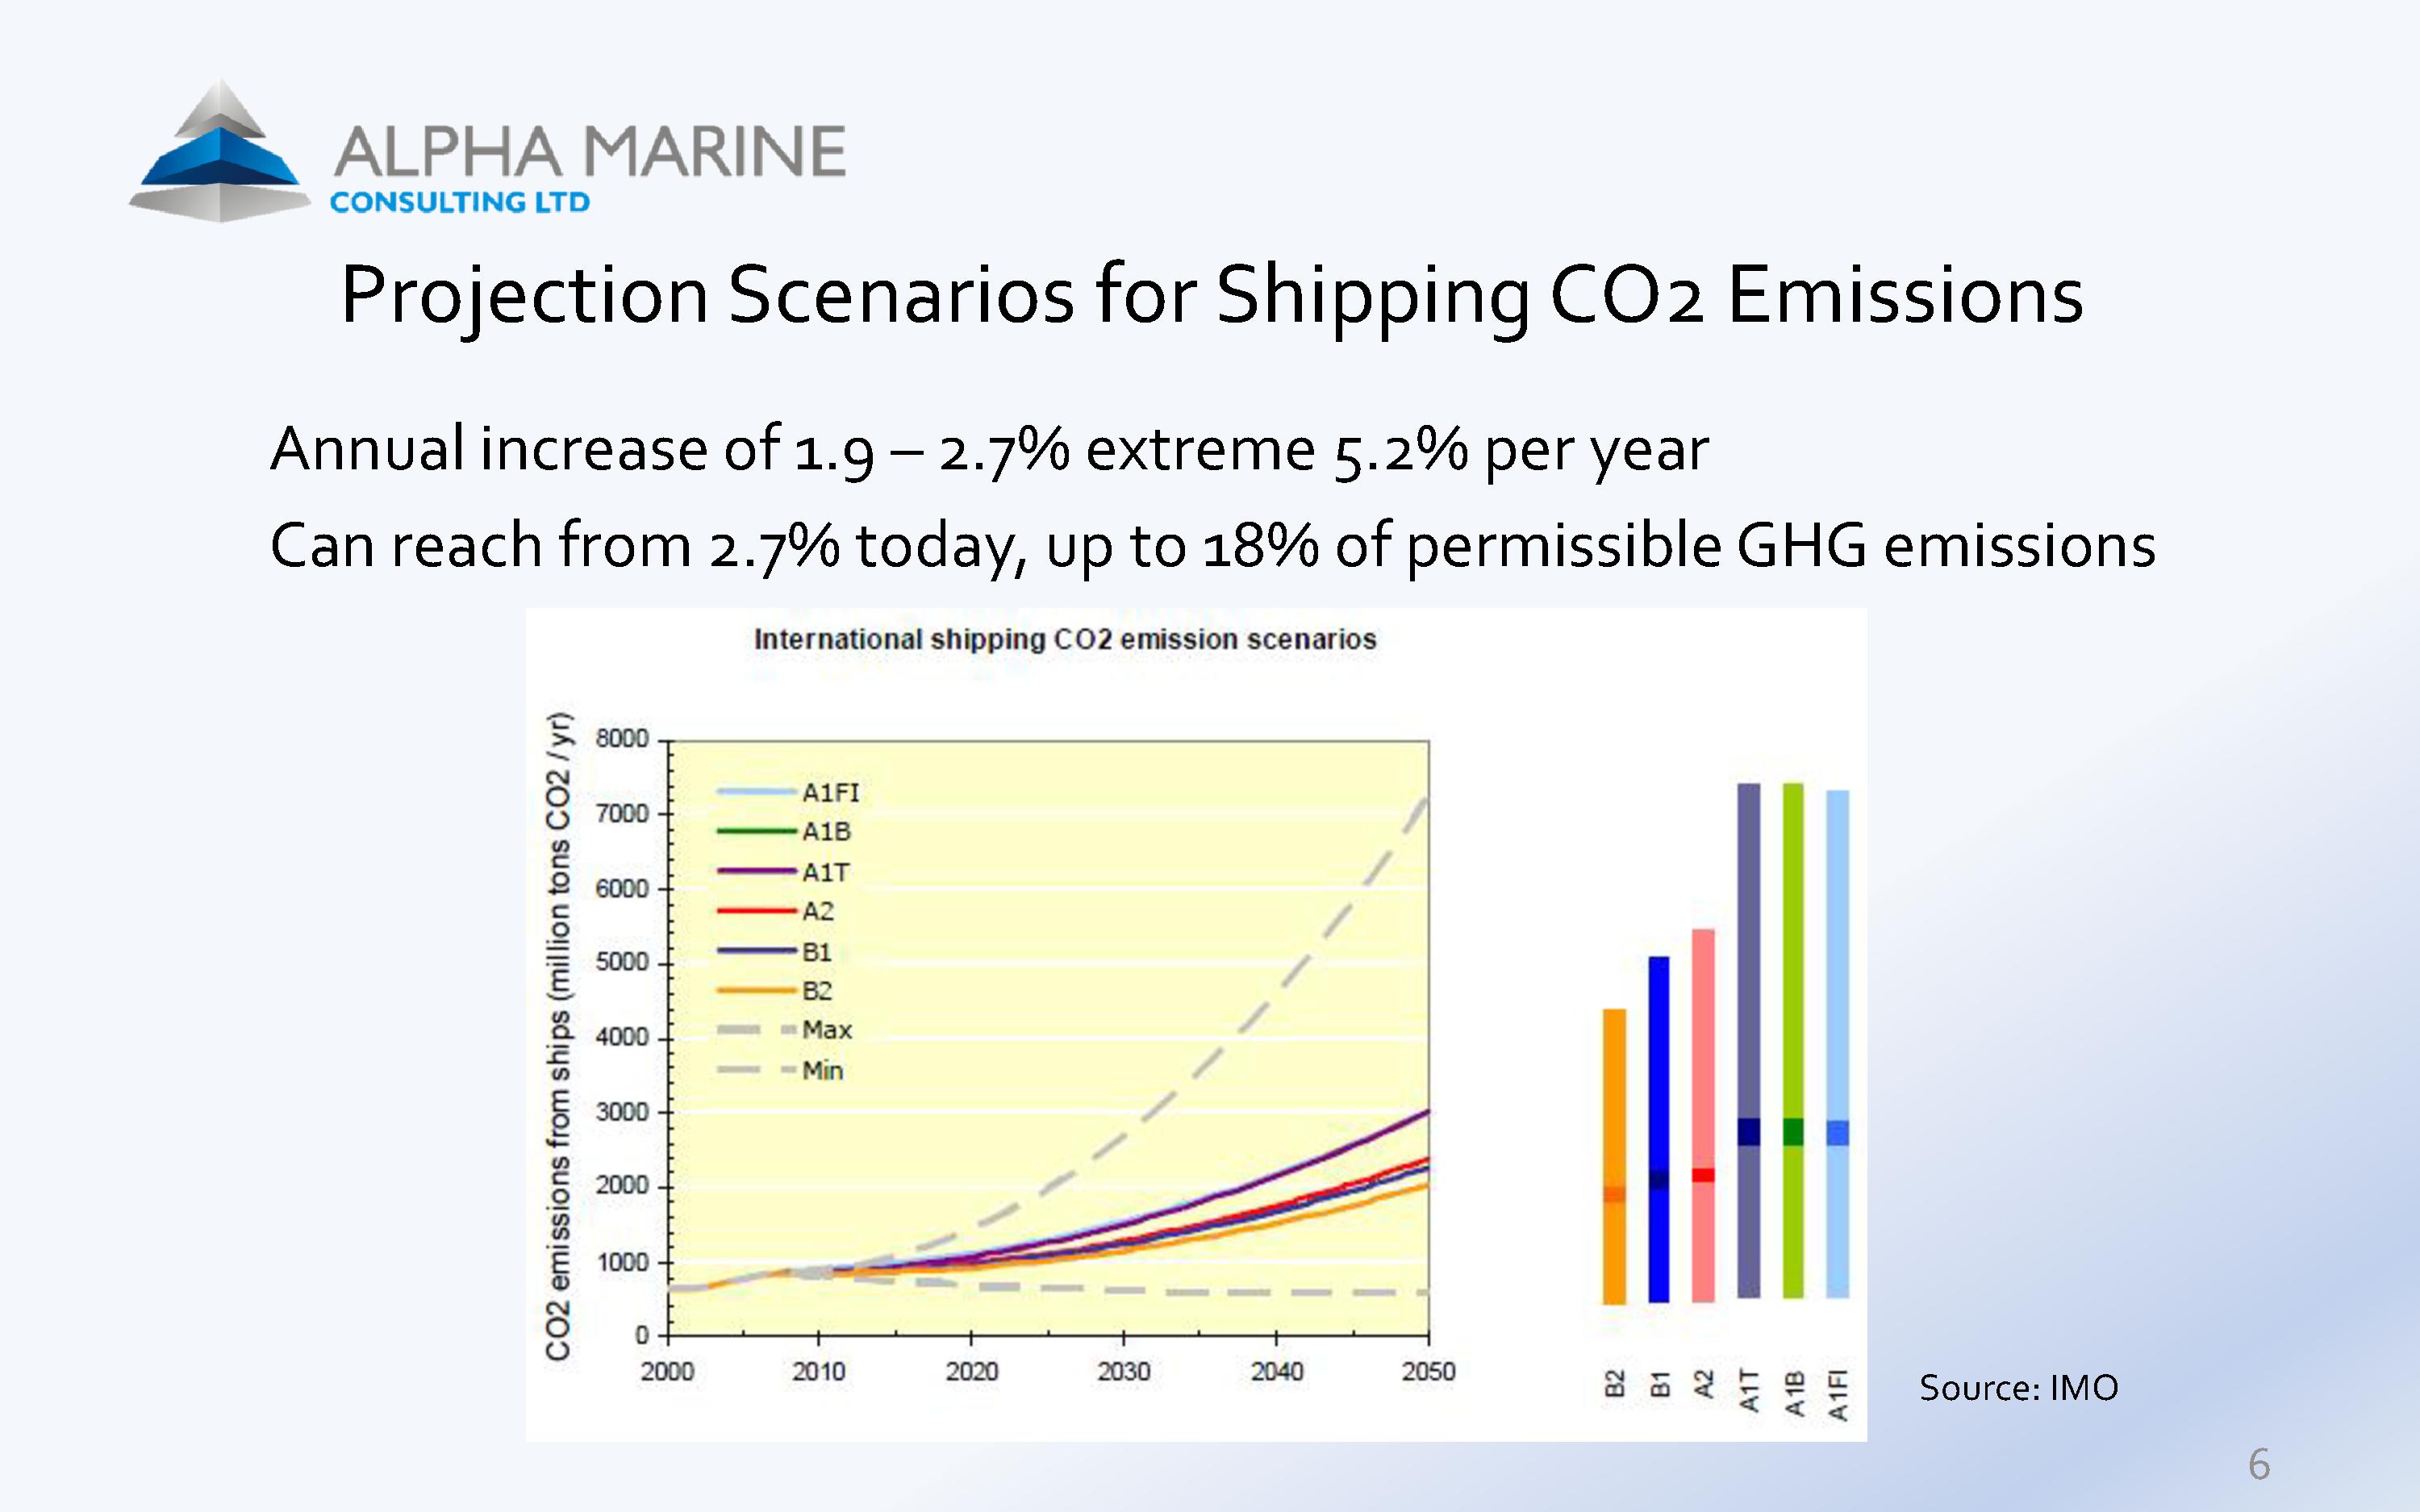 ALPHA MARINE
CONSULTING LTD
Projection Scenarios for Shipping CO2 Emissions
Annual increase of 1.9 – 2.7% extreme 5.2% per year
Can reach from 2.7% today, up to 18% of permissible GHG emissions
International shipping CO2 emission scenarios
CO2 emissions from ships (million tons CO2 / yr)
8000
7000
6000
5000
4000
3000
2000
1000
0
A1FI
A1B
A1T
A2
B1
B2
Max
Min
2000 2010 2020 2030 2040 2050
B2 B1 A2 A1T A1B A1FI
Source: IMO
6